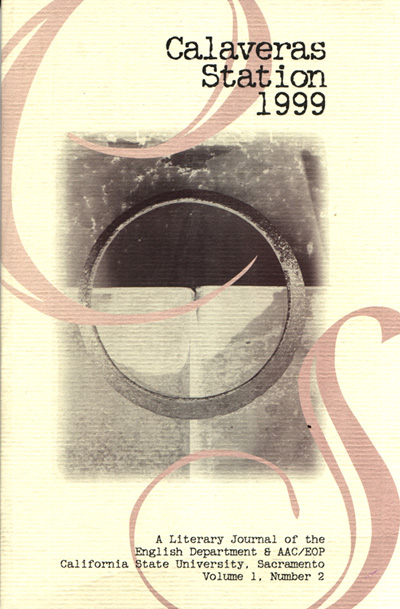 Calaveras
Station
1999
CS
A Literary Journal of the
English Department & AAC/EOP
California State University, Sacramento
Volume 1, Number 2